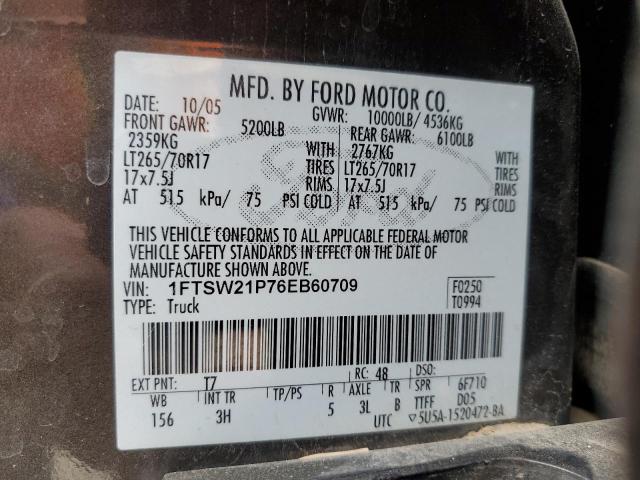 MFD. BY FORD MOTOR CO.
DATE: 10/05 GVWR: 10000LB/ 4536KG
FRONT GAWR: 5200LB REAR GAWR: 6100LB
2359KG WITH 2767KG WITH
LT265/70R17 TIRES LT265/70R17 TIRES
17x7.5J RIMS 17x7.5J RIMS
AT 515 kPa/ 75 PSI COLD AT 515 kPa/ 75 PSI COLD
THIS VEHICLE CONFORMS TO ALL APPLICABLE FEDERAL MOTOR
VEHICLE SAFETY STANDARDS IN EFFECT ON THE DATE OF
MANUFACTURE SHOWN ABOVE.
VIN: 1FTSW21P76EB60709 F0250
TYPE: Truck T0994
EXT PNT: T7 RC: 48 DSO:
WB INT TR TP/PS R AXLE TR SPR 6F710
156 3H 5 3L B TTFF D05
UTC ▽5U5A-1520472-BA
Ford